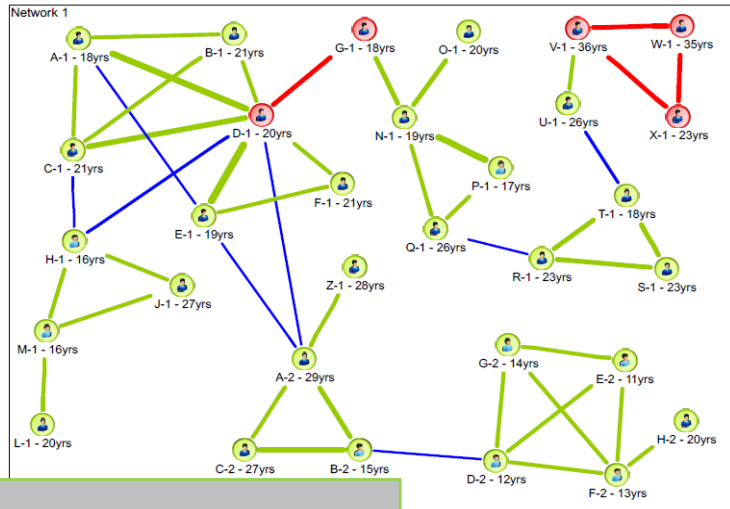 Network 1
A-1 - 18yrs
B-1 - 21yrs
G-1 - 18yrs
O-1 - 20yrs
V-1 - 36yrs
W-1 - 35yrs
D-1 - 20yrs
N-1 - 19yrs
U-1 - 26yrs
X-1 - 23yrs
C-1 - 21yrs
P-1 - 17yrs
F-1 - 21yrs
T-1 - 18yrs
E-1 - 19yrs
Q-1 - 26yrs
H-1 - 16yrs
R-1 - 23yrs
S-1 - 23yrs
Z-1 - 28yrs
J-1 - 27yrs
M-1 - 16yrs
G-2 - 14yrs
A-2 - 29yrs
E-2 - 11yrs
L-1 - 20yrs
H-2 - 20yrs
C-2 - 27yrs
B-2 - 15yrs
D-2 - 12yrs
F-2 - 13yrs